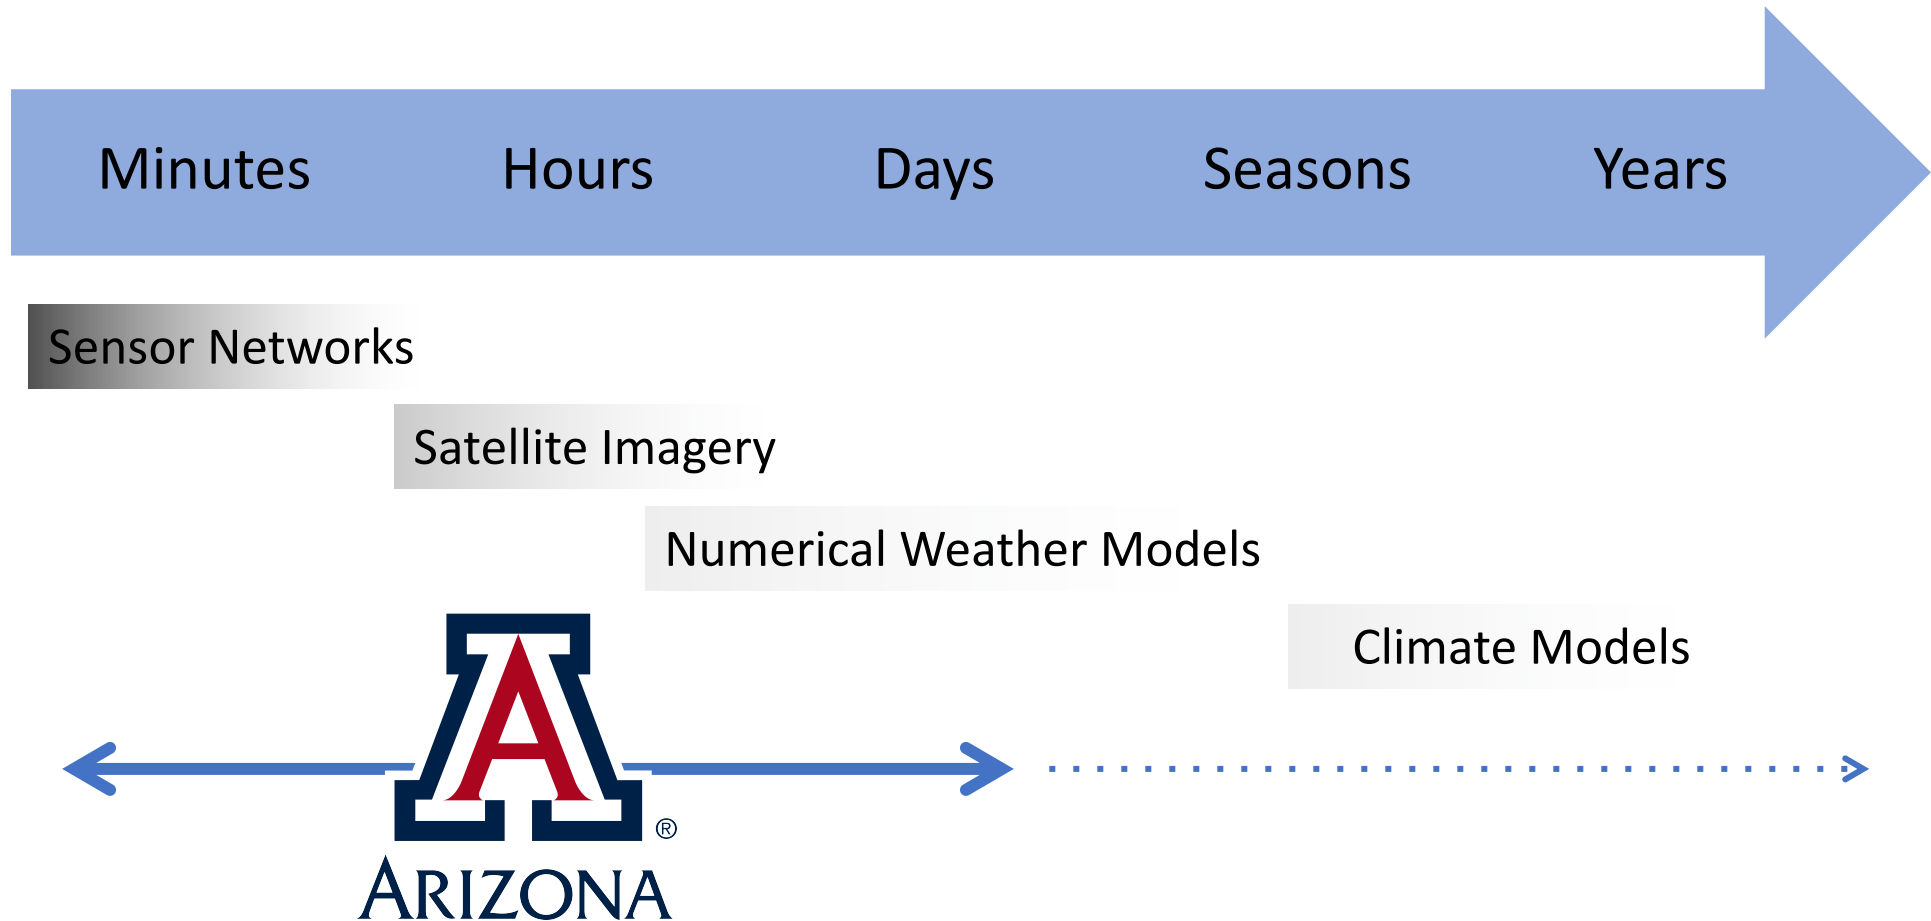 Minutes Hours Days Seasons Years
Sensor Networks
Satellite Imagery
Numerical Weather Models
Climate Models
A
®
ARIZONA